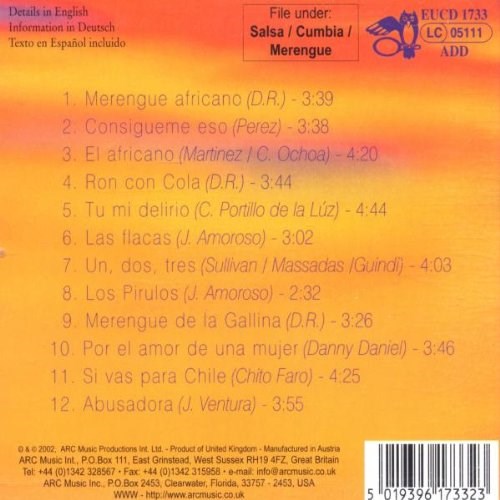 Details in English
Information in Deutsch
Texto en Español incluido
File under:
Salsa / Cumbia /
Merengue
EUCD 1733
LC 05111
ADD
1. Merengue africano (D.R.) - 3:39
2. Consigueme eso (Perez) - 3:38
3. El africano (Martinez / C. Ochoa) - 4:20
4. Ron con Cola (D.R.) - 3:44
5. Tu mi delirio (C. Portillo de la Lúz) - 4:44
6. Las flacas (J. Amoroso) - 3:02
7. Un, dos, tres (Sullivan / Massadas /Guindi) - 4:03
8. Los Pirulos (J. Amoroso) - 2:32
9. Merengue de la Gallina (D.R.) - 3:26
10. Por el amor de una mujer (Danny Daniel) - 3:46
11. Si vas para Chile (Chito Faro) - 4:25
12. Abusadora (J. Ventura) - 3:55
© & ℗ 2002, ARC Music Productions Int. Ltd. - Product of United Kingdom - Manufactured in Austria
ARC Music Int., P.O. BOX 111, East Grinstead, West Sussex RH19 4FZ, Great Britain
Tel: +44 (0)1342 328567 - Fax: +44 (0)1342 315958 - e-mail: info@arcmusic.co.uk
ARC Music Inc., P.O. BOX 2453, Clearwater, Florida, 33757 - 2453, USA
WWW - http://www.arcmusic.co.uk
5 019396 173323